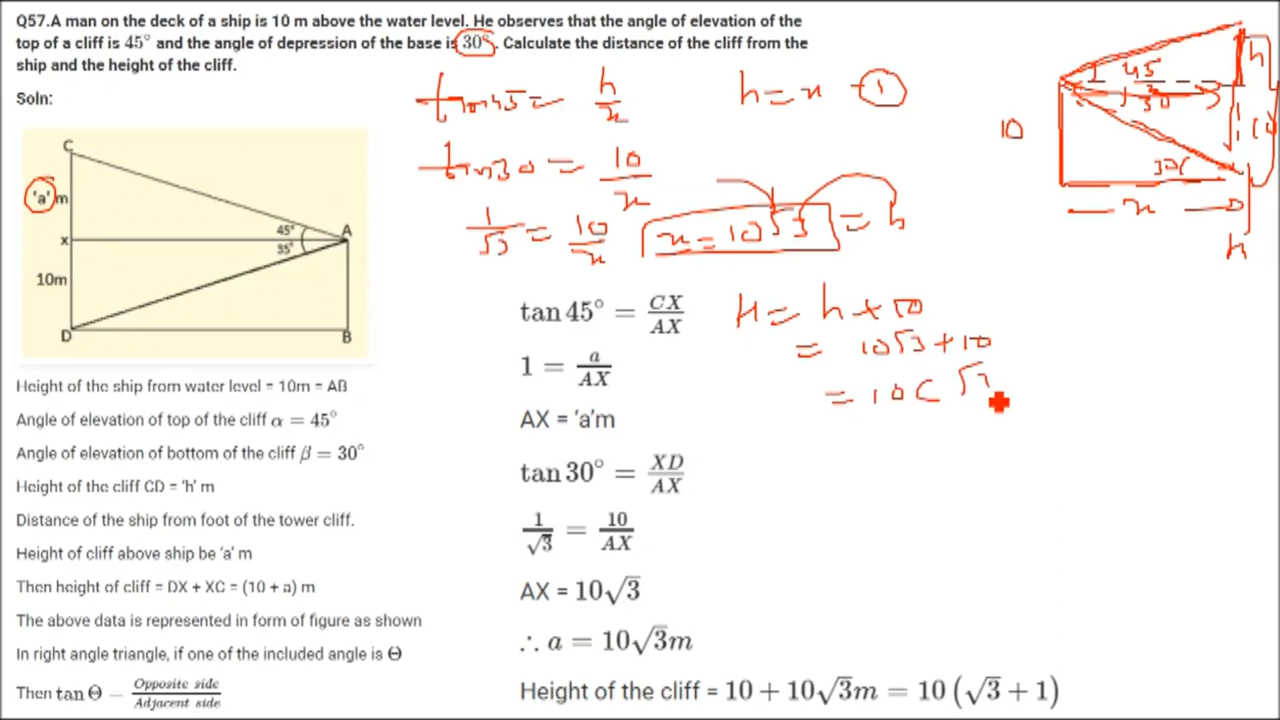 Q57.A man on the deck of a ship is 10 m above the water level. He observes that the angle of elevation of the
top of a cliff is 45° and the angle of depression of the base is 30°. Calculate the distance of the cliff from the
ship and the height of the cliff.
Soln:
C
'a' m
45°
A
x
35°
10m
D
B
Height of the ship from water level = 10m = AB
Angle of elevation of top of the cliff α = 45°
Angle of elevation of bottom of the cliff β = 30°
Height of the cliff CD = 'h' m
Distance of the ship from foot of the tower cliff.
Height of cliff above ship be 'a' m
Then height of cliff = DX + XC = (10 + a) m
The above data is represented in form of figure as shown
In right angle triangle, if one of the included angle is Θ
Then tan Θ = Opposite side / Adjacent side
tan45 = h/x
h = x - 1
tan30 = 10/x
1/√3 = 10/x
x = 10√3 = h
H = h + 10
= 10√3 + 10
= 10 ( √3
tan 45° = CX/AX
1 = a/AX
AX = 'a'm
tan 30° = XD/AX
1/√3 = 10/AX
AX = 10√3
∴ a = 10√3m
Height of the cliff = 10 + 10√3m = 10 (√3 + 1)
h
45
30
10
10
x